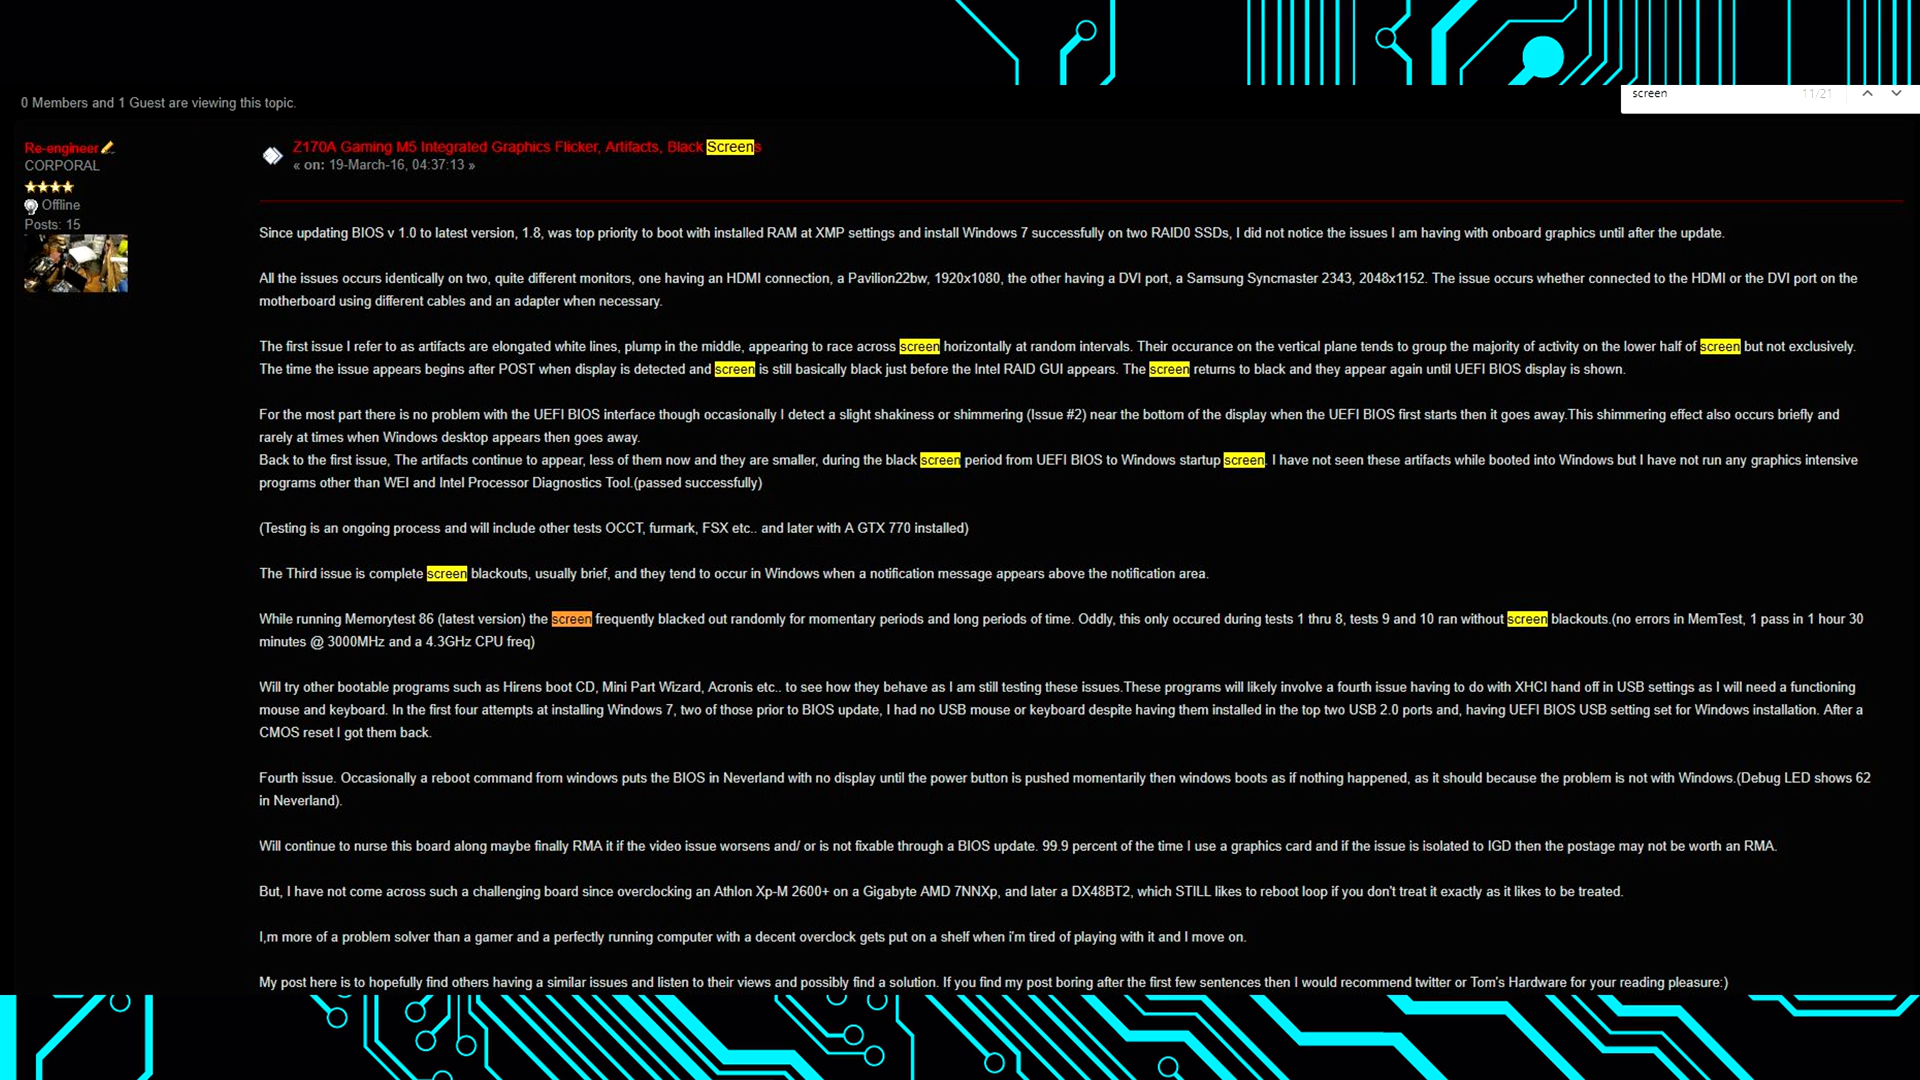 0 Members and 1 Guest are viewing this topic.
screen 11/21
Re-engineer
CORPORAL
Offline
Posts: 15
Z170A Gaming M5 Integrated Graphics Flicker, Artifacts, Black Screens
« on: 19-March-16, 04:37:13 »
Since updating BIOS v 1.0 to latest version, 1.8, was top priority to boot with installed RAM at XMP settings and install Windows 7 successfully on two RAID0 SSDs, I did not notice the issues I am having with onboard graphics until after the update.
All the issues occurs identically on two, quite different monitors, one having an HDMI connection, a Pavilion22bw, 1920x1080, the other having a DVI port, a Samsung Syncmaster 2343, 2048x1152. The issue occurs whether connected to the HDMI or the DVI port on the
motherboard using different cables and an adapter when necessary.
The first issue I refer to as artifacts are elongated white lines, plump in the middle, appearing to race across screen horizontally at random intervals. Their occurance on the vertical plane tends to group the majority of activity on the lower half of screen but not exclusively.
The time the issue appears begins after POST when display is detected and screen is still basically black just before the Intel RAID GUI appears. The screen returns to black and they appear again until UEFI BIOS display is shown.
For the most part there is no problem with the UEFI BIOS interface though occasionally I detect a slight shakiness or shimmering (Issue #2) near the bottom of the display when the UEFI BIOS first starts then it goes away.This shimmering effect also occurs briefly and
rarely at times when Windows desktop appears then goes away.
Back to the first issue, The artifacts continue to appear, less of them now and they are smaller, during the black screen period from UEFI BIOS to Windows startup screen. I have not seen these artifacts while booted into Windows but I have not run any graphics intensive
programs other than WEI and Intel Processor Diagnostics Tool.(passed successfully)
(Testing is an ongoing process and will include other tests OCCT, furmark, FSX etc.. and later with A GTX 770 installed)
The Third issue is complete screen blackouts, usually brief, and they tend to occur in Windows when a notification message appears above the notification area.
While running Memorytest 86 (latest version) the screen frequently blacked out randomly for momentary periods and long periods of time. Oddly, this only occured during tests 1 thru 8, tests 9 and 10 ran without screen blackouts.(no errors in MemTest, 1 pass in 1 hour 30
minutes @ 3000MHz and a 4.3GHz CPU freq)
Will try other bootable programs such as Hirens boot CD, Mini Part Wizard, Acronis etc.. to see how they behave as I am still testing these issues.These programs will likely involve a fourth issue having to do with XHCI hand off in USB settings as I will need a functioning
mouse and keyboard. In the first four attempts at installing Windows 7, two of those prior to BIOS update, I had no USB mouse or keyboard despite having them installed in the top two USB 2.0 ports and, having UEFI BIOS USB setting set for Windows installation. After a
CMOS reset I got them back.
Fourth issue. Occasionally a reboot command from windows puts the BIOS in Neverland with no display until the power button is pushed momentarily then windows boots as if nothing happened, as it should because the problem is not with Windows.(Debug LED shows 62
in Neverland).
Will continue to nurse this board along maybe finally RMA it if the video issue worsens and/ or is not fixable through a BIOS update. 99.9 percent of the time I use a graphics card and if the issue is isolated to IGD then the postage may not be worth an RMA.
But, I have not come across such a challenging board since overclocking an Athlon Xp-M 2600+ on a Gigabyte AMD 7NNXp, and later a DX48BT2, which STILL likes to reboot loop if you don't treat it exactly as it likes to be treated.
I,m more of a problem solver than a gamer and a perfectly running computer with a decent overclock gets put on a shelf when i'm tired of playing with it and I move on.
My post here is to hopefully find others having a similar issues and listen to their views and possibly find a solution. If you find my post boring after the first few sentences then I would recommend twitter or Tom's Hardware for your reading pleasure:)